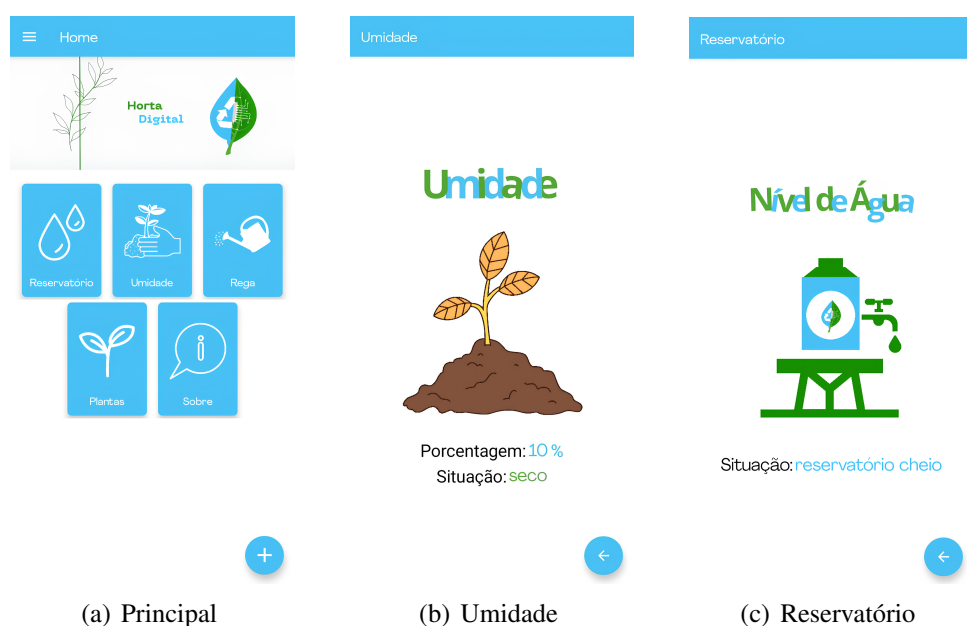 Home
Horta
Digital
Reservatório
Umidade
Rega
Plantas
Sobre
(a) Principal
Umidade
Umidade
Porcentagem: 10 %
Situação: seco
(b) Umidade
Reservatório
Nível de Água
Situação: reservatório cheio
(c) Reservatório